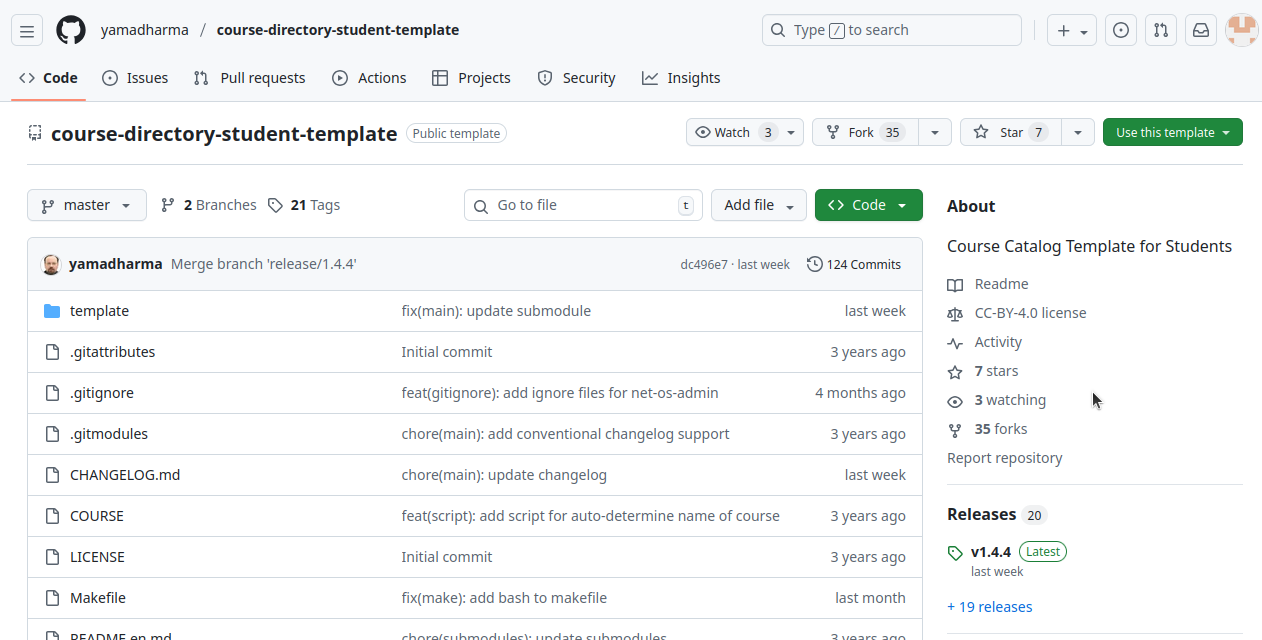 yamadharma / course-directory-student-template
Type / to search
Code Issues Pull requests Actions Projects Security Insights
course-directory-student-template Public template
Watch 3 Fork 35 Star 7 Use this template
master 2 Branches 21 Tags Go to file t Add file Code
yamadharma Merge branch 'release/1.4.4' dc496e7 · last week 124 Commits
template fix(main): update submodule last week
.gitattributes Initial commit 3 years ago
.gitignore feat(gitignore): add ignore files for net-os-admin 4 months ago
.gitmodules chore(main): add conventional changelog support 3 years ago
CHANGELOG.md chore(main): update changelog last week
COURSE feat(script): add script for auto-determine name of course 3 years ago
LICENSE Initial commit 3 years ago
Makefile fix(make): add bash to makefile last month
README.en.md chore(submodules): update submodules 3 years ago
About
Course Catalog Template for Students
Readme
CC-BY-4.0 license
Activity
7 stars
3 watching
35 forks
Report repository
Releases 20
v1.4.4 Latest
last week
+ 19 releases